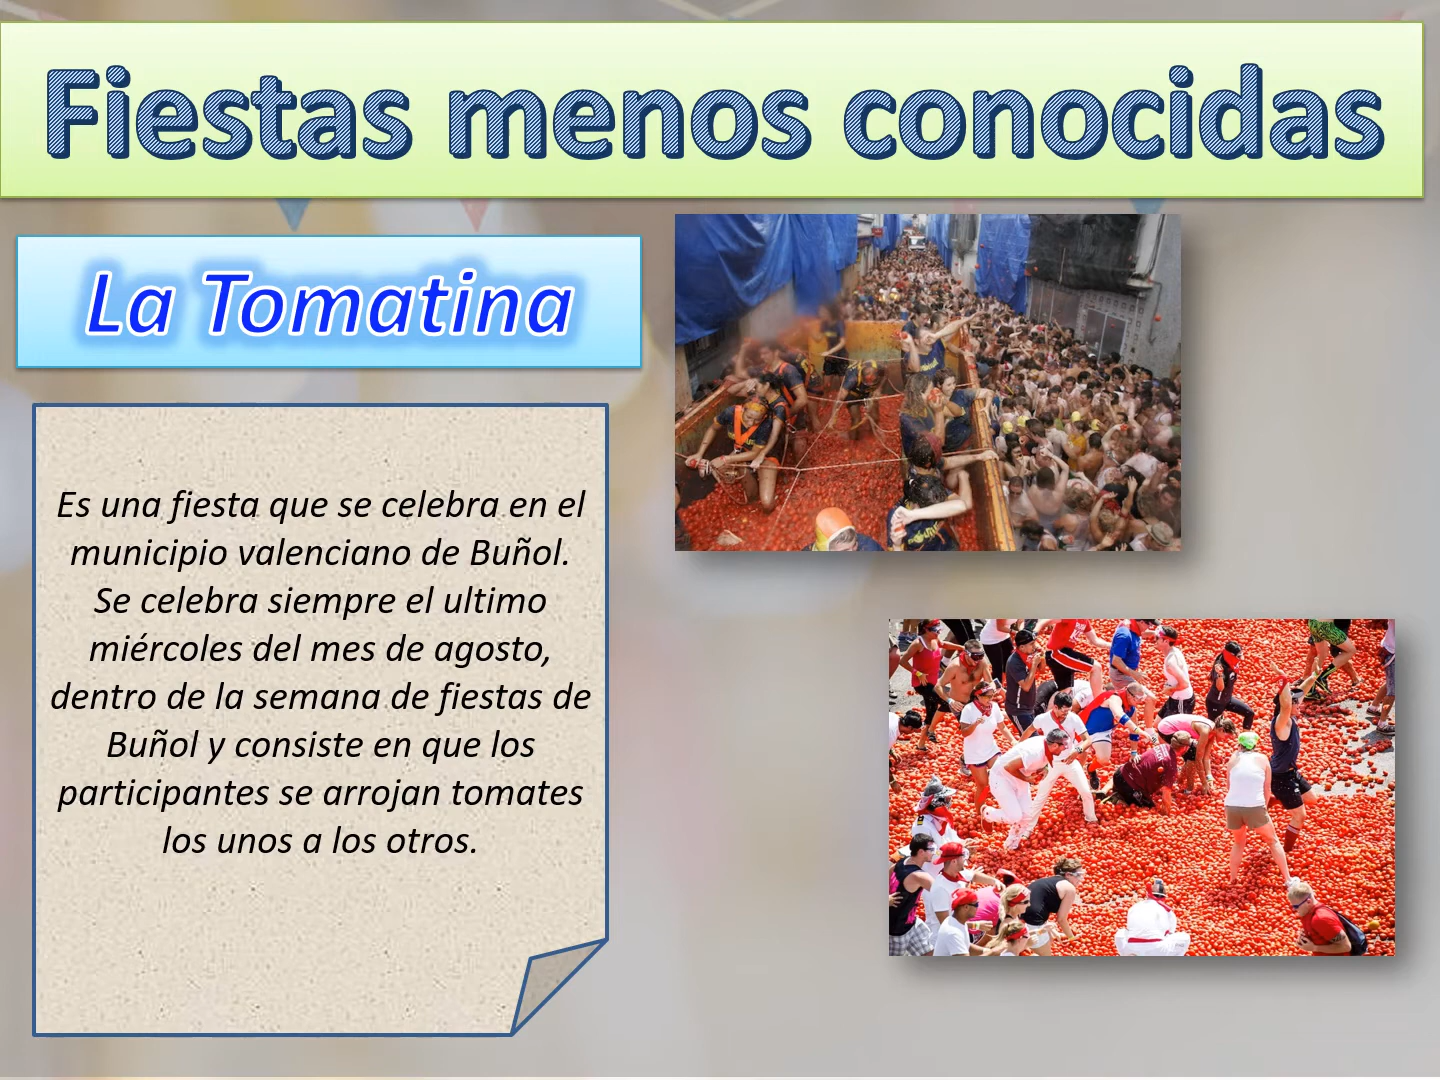 Fiestas menos conocidas
La Tomatina
Es una fiesta que se celebra en el
municipio valenciano de Buñol.
Se celebra siempre el ultimo
miércoles del mes de agosto,
dentro de la semana de fiestas de
Buñol y consiste en que los
participantes se arrojan tomates
los unos a los otros.